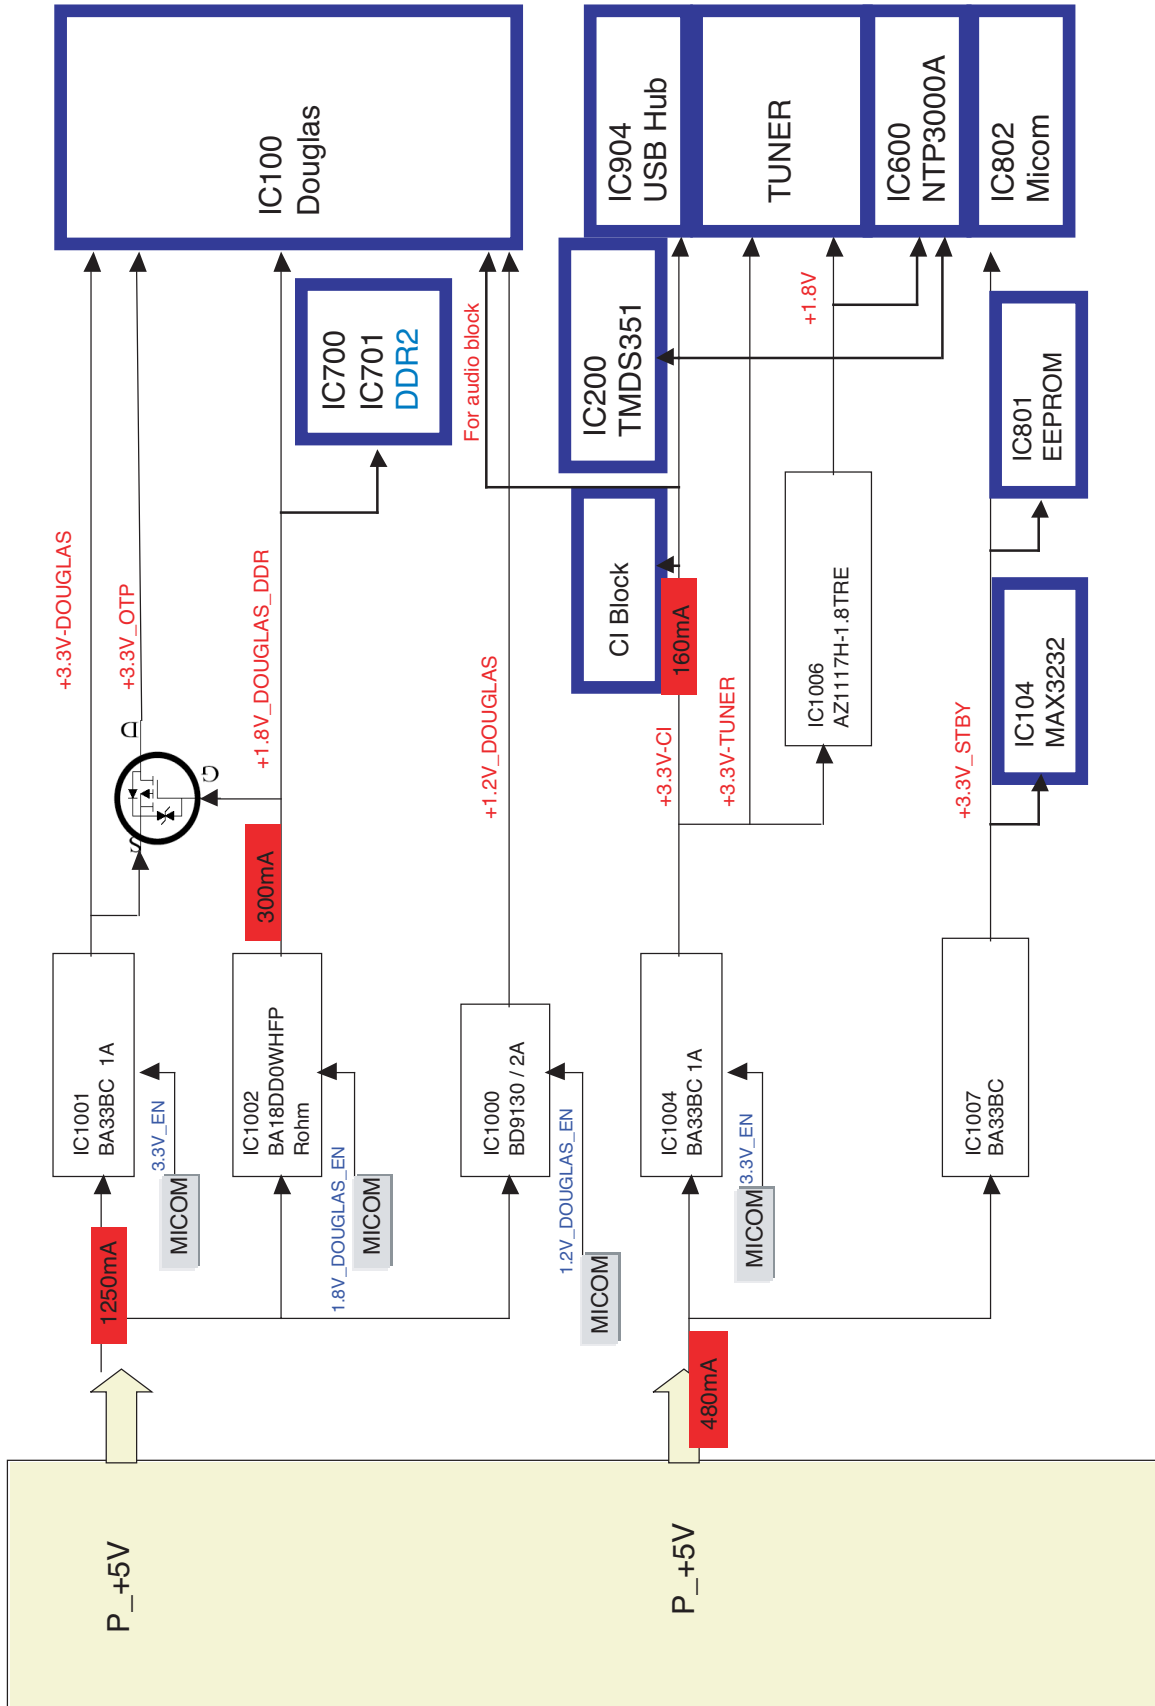 P_+5V
1250mA
IC1001
BA33BC  1A
3.3V_EN
MICOM
+3.3V-DOUGLAS
+3.3V_OTP
S
D
G
IC1002
BA18DD0WHFP
Rohm
1.8V_DOUGLAS_EN
MICOM
300mA
+1.8V_DOUGLAS_DDR
IC700
IC701
DDR2
IC100
Douglas
IC1000
BD9130 / 2A
1.2V_DOUGLAS_EN
MICOM
+1.2V_DOUGLAS
For audio block
P_+5V
480mA
IC1004
BA33BC 1A
3.3V_EN
MICOM
+3.3V-CI
160mA
CI Block
IC200
TMDS351
IC904
USB Hub
+3.3V-TUNER
TUNER
IC1006
AZ1117H-1.8TRE
+1.8V
IC600
NTP3000A
IC1007
BA33BC
+3.3V_STBY
IC104
MAX3232
IC801
EEPROM
IC802
Micom